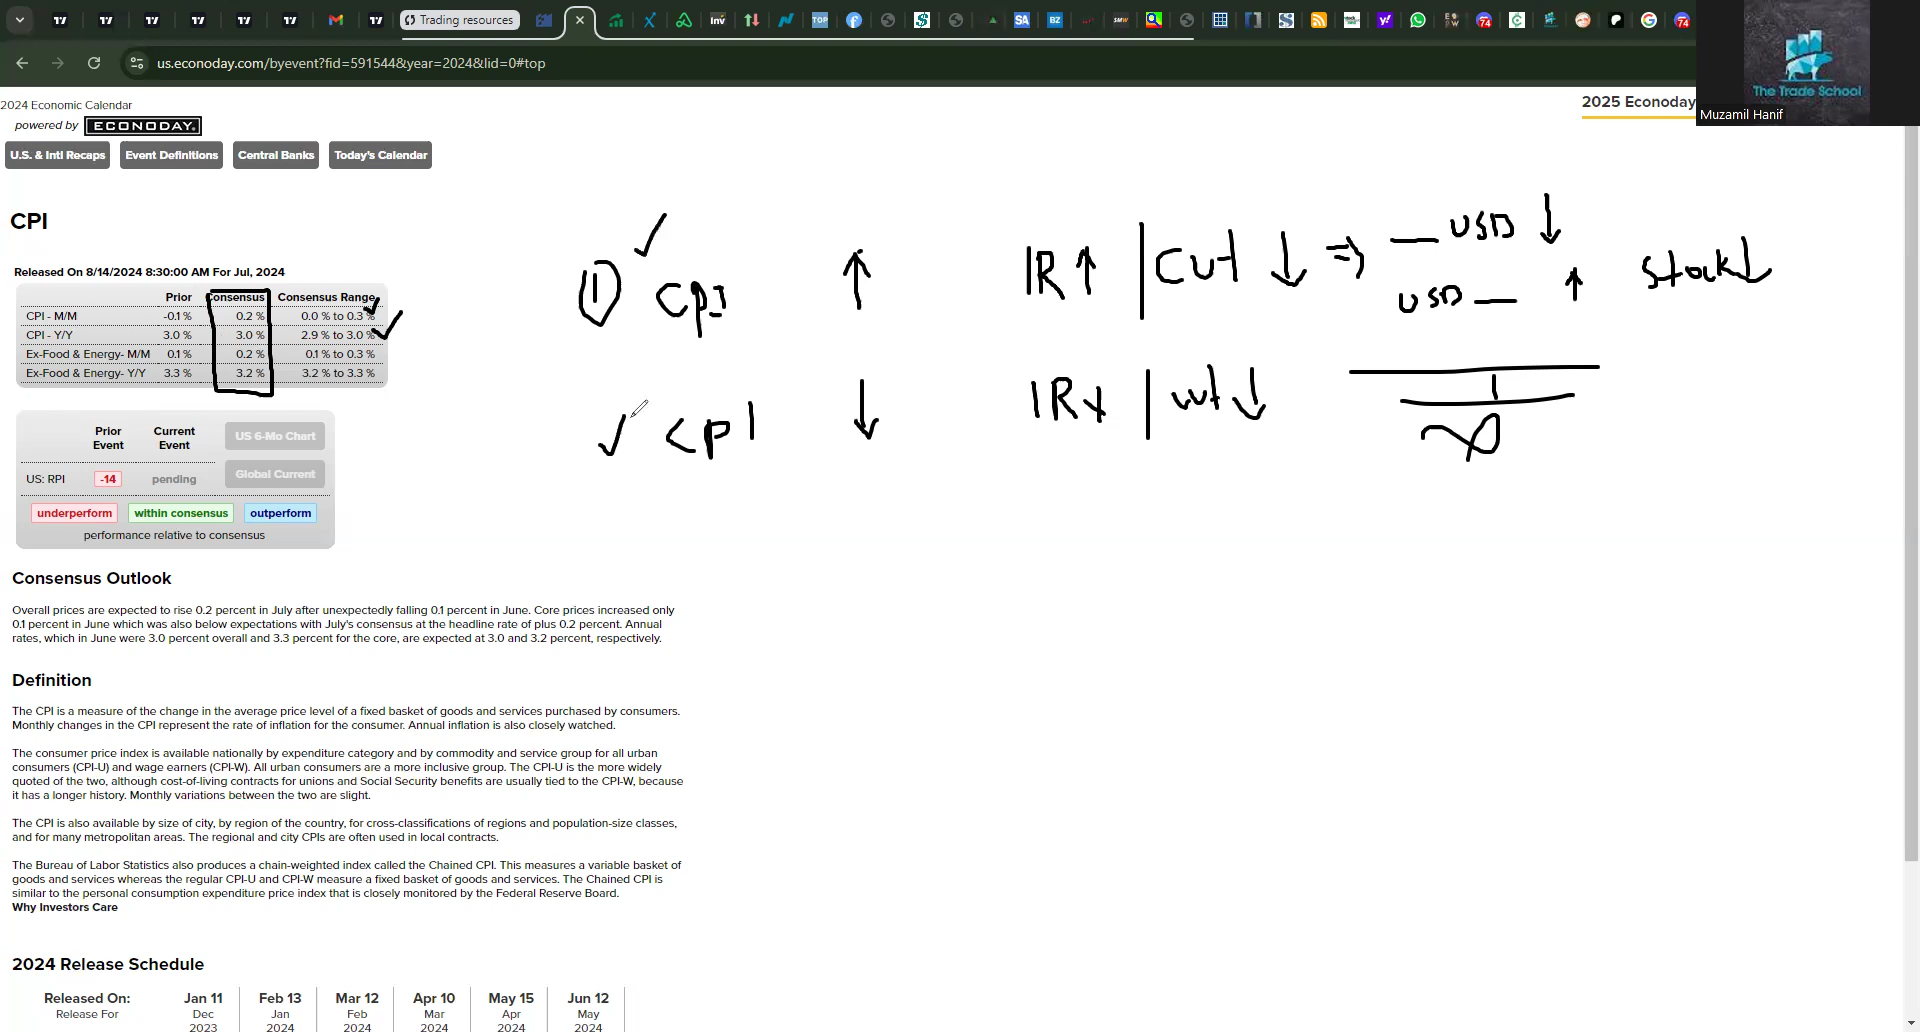 Trading resources
us.econoday.com/byevent?fid=591544&year=2024&lid=0#top
The Trade School
Muzamil Hanif
2024 Economic Calendar
powered by ECONODAY.
2025 Econoday
U.S. & Intl Recaps Event Definitions Central Banks Today's Calendar
CPI
Released On 8/14/2024 8:30:00 AM For Jul, 2024
Prior Consensus Consensus Range
CPI - M/M -0.1 % 0.2 % 0.0 % to 0.3 %
CPI - Y/Y 3.0 % 3.0 % 2.9 % to 3.0 %
Ex-Food & Energy- M/M 0.1 % 0.2 % 0.1 % to 0.3 %
Ex-Food & Energy- Y/Y 3.3 % 3.2 % 3.2 % to 3.3 %
① CPI ↑ IR ↑ | Cut ↓ ⇒ __ USD ↓
USD __ ↑ Stock ↓
CPI ↓ IR ↓ | cut ↓
Prior Event Current Event US 6-Mo Chart
Global Current
US: RPI -14 pending
underperform within consensus outperform
performance relative to consensus
Consensus Outlook
Overall prices are expected to rise 0.2 percent in July after unexpectedly falling 0.1 percent in June. Core prices increased only
0.1 percent in June which was also below expectations with July's consensus at the headline rate of plus 0.2 percent. Annual
rates, which in June were 3.0 percent overall and 3.3 percent for the core, are expected at 3.0 and 3.2 percent, respectively.
Definition
The CPI is a measure of the change in the average price level of a fixed basket of goods and services purchased by consumers.
Monthly changes in the CPI represent the rate of inflation for the consumer. Annual inflation is also closely watched.
The consumer price index is available nationally by expenditure category and by commodity and service group for all urban
consumers (CPI-U) and wage earners (CPI-W). All urban consumers are a more inclusive group. The CPI-U is the more widely
quoted of the two, although cost-of-living contracts for unions and Social Security benefits are usually tied to the CPI-W, because
it has a longer history. Monthly variations between the two are slight.
The CPI is also available by size of city, by region of the country, for cross-classifications of regions and population-size classes,
and for many metropolitan areas. The regional and city CPIs are often used in local contracts.
The Bureau of Labor Statistics also produces a chain-weighted index called the Chained CPI. This measures a variable basket of
goods and services whereas the regular CPI-U and CPI-W measure a fixed basket of goods and services. The Chained CPI is
similar to the personal consumption expenditure price index that is closely monitored by the Federal Reserve Board.
Why Investors Care
2024 Release Schedule
Released On: Jan 11 Feb 13 Mar 12 Apr 10 May 15 Jun 12
Release For Dec Jan Feb Mar Apr May
2023 2024 2024 2024 2024 2024